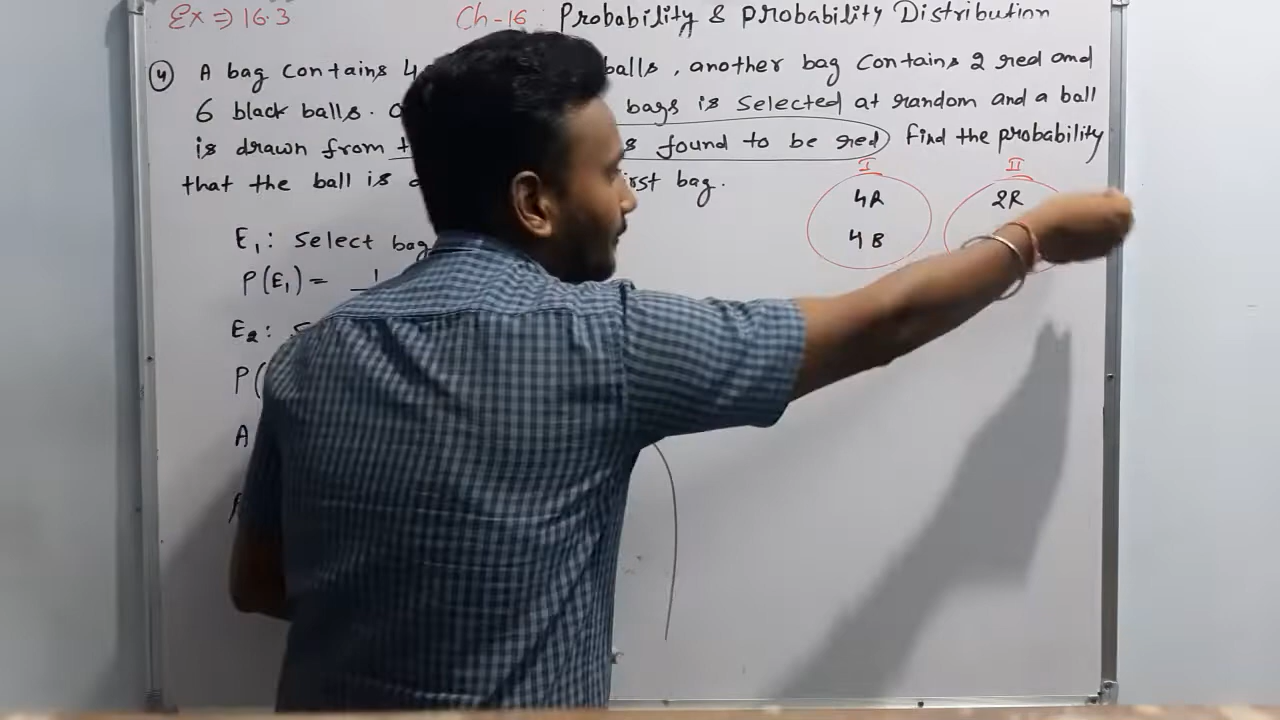 Ex ⇒ 16.3 Ch-16: Probability & Probability Distribution
(4) A bag contains 4 balls, another bag contains 2 red and
6 black balls. bags is selected at random and a ball
is drawn from found to be red) find the probability
that the ball is bag.
I II
4R 2R
4B
E₁: Select bag
P(E₁) = 1
E₂:
P(
A